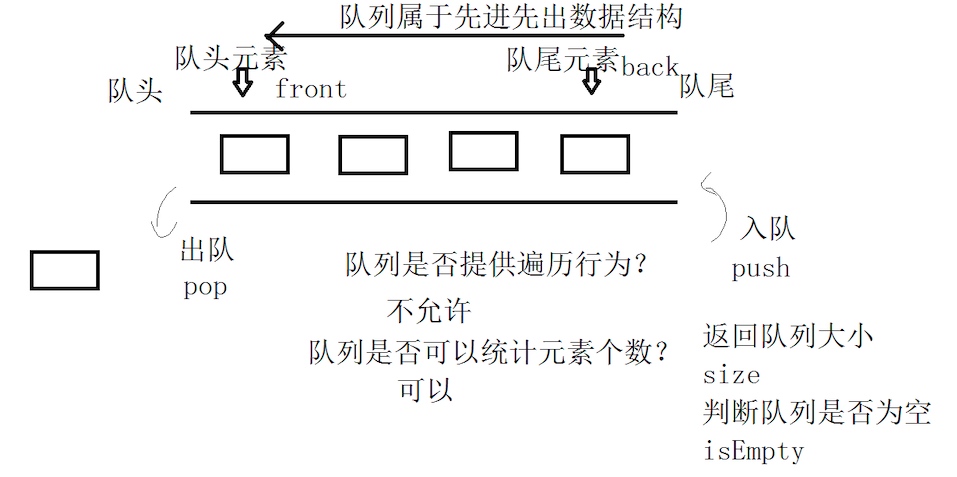 队列属于先进先出数据结构
队头元素
队尾元素
back
队头
front
队尾
出队
pop
入队
push
队列是否提供遍历行为?
不允许
队列是否可以统计元素个数?
可以
返回队列大小
size
判断队列是否为空
isEmpty